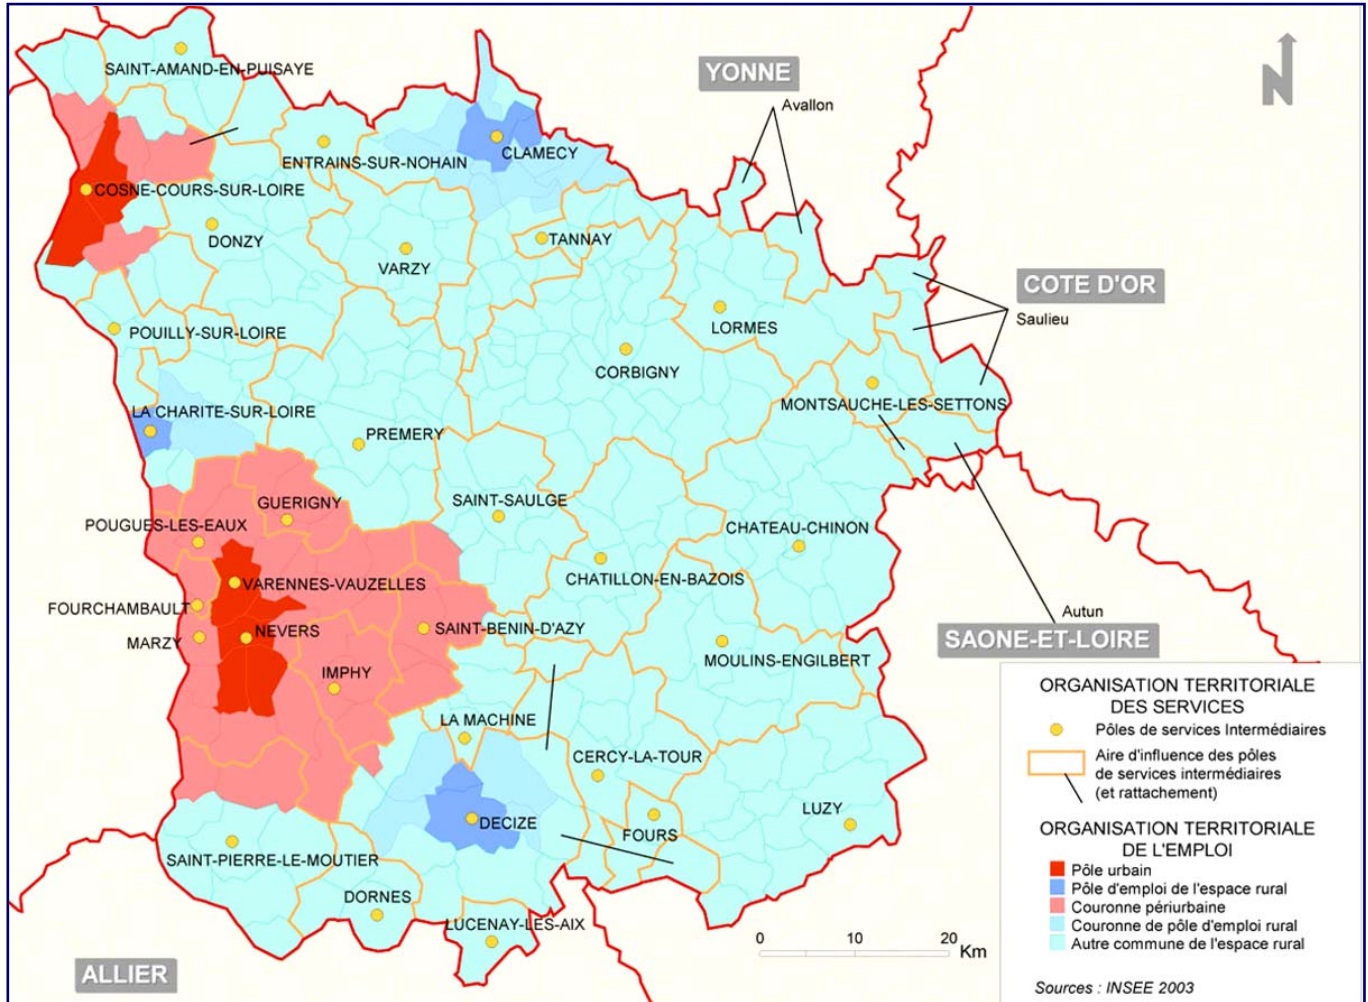 SAINT-AMAND-EN-PUISAYE
YONNE
Avallon
N
ENTRAINS-SUR-NOHAIN
CLAMECY
COSNE-COURS-SUR-LOIRE
DONZY
TANNAY
VARZY
COTE D'OR
Saulieu
POUILLY-SUR-LOIRE
LORMES
CORBIGNY
LA CHARITE-SUR-LOIRE
MONTSAUCHE-LES-SETTONS
PREMERY
GUERIGNY
SAINT-SAULGE
POUGUES-LES-EAUX
CHATEAU-CHINON
VARENNES-VAUZELLES
CHATILLON-EN-BAZOIS
FOURCHAMBAULT
Autun
NEVERS
SAINT-BENIN-D'AZY
MARZY
SAONE-ET-LOIRE
MOULINS-ENGILBERT
IMPHY
LA MACHINE
CERCY-LA-TOUR
LUZY
DECIZE
FOURS
SAINT-PIERRE-LE-MOUTIER
DORNES
LUCENAY-LES-AIX
ALLIER
0 10 20
Km
ORGANISATION TERRITORIALE
DES SERVICES
Pôles de services Intermédiaires
Aire d'influence des pôles
de services intermédiaires
(et rattachement)
ORGANISATION TERRITORIALE
DE L'EMPLOI
Pôle urbain
Pôle d'emploi de l'espace rural
Couronne périurbaine
Couronne de pôle d'emploi rural
Autre commune de l'espace rural
Sources : INSEE 2003